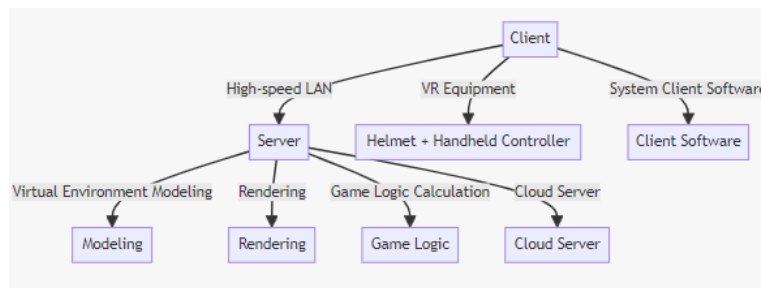 Client
High-speed LAN
VR Equipment
System Client Software
Server
Helmet + Handheld Controller
Client Software
Virtual Environment Modeling
Rendering
Game Logic Calculation
Cloud Server
Modeling
Rendering
Game Logic
Cloud Server